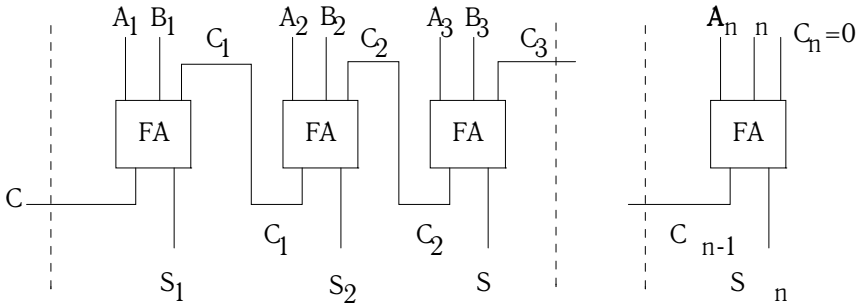 A1 B1 A2 B2 A3 B3 An n
C1 C2 C3 Cn=0
FA FA FA FA
C
C1 C2 C n-1
S1 S2 S S n